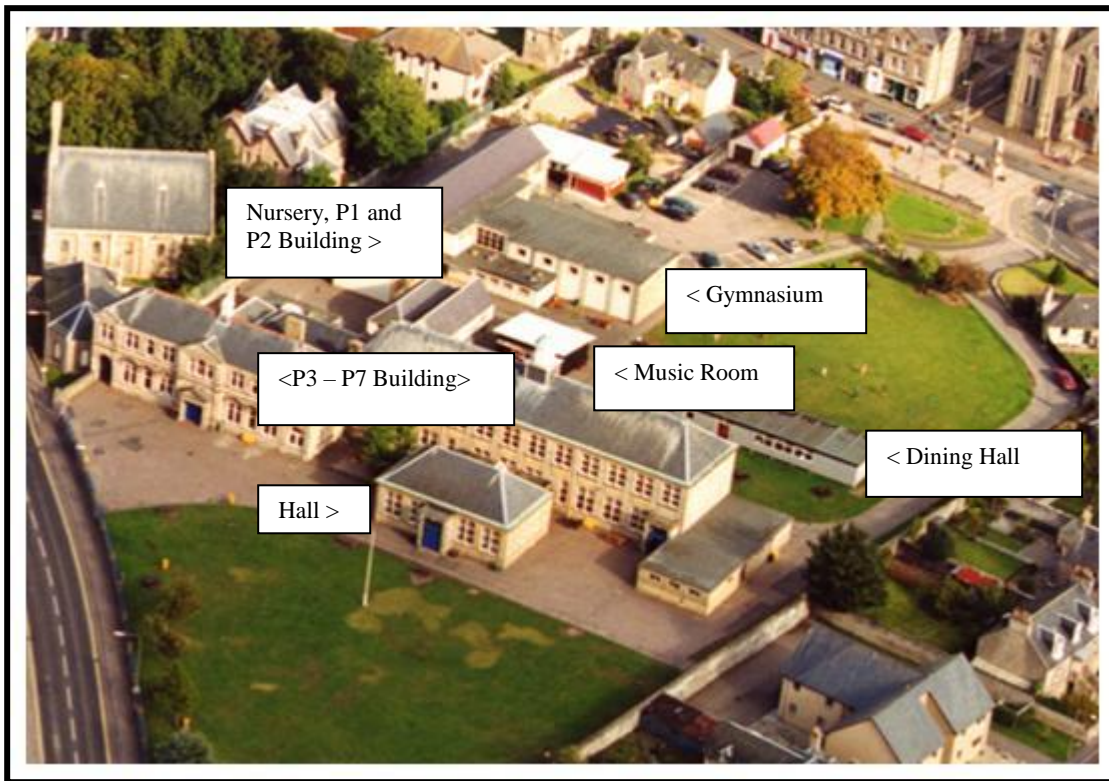 Nursery, P1 and
P2 Building >
< Gymnasium
<P3 – P7 Building>
< Music Room
< Dining Hall
Hall >